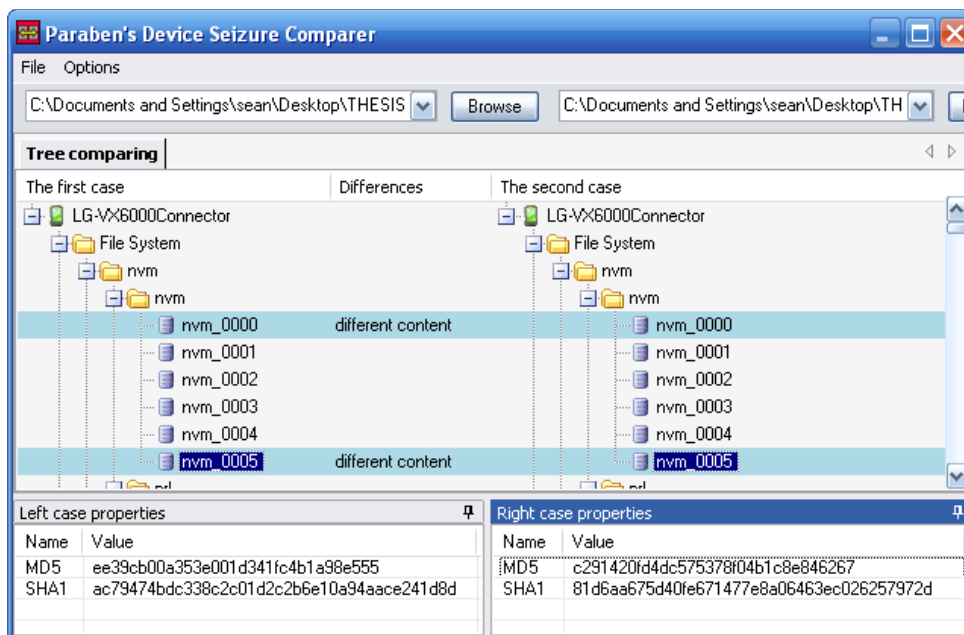 Paraben's Device Seizure Comparer
File Options
C:\Documents and Settings\sean\Desktop\THESIS Browse C:\Documents and Settings\sean\Desktop\TH
Tree comparing
The first case Differences The second case
LG-VX6000Connector LG-VX6000Connector
File System File System
nvm nvm
nvm nvm
nvm_0000 different content nvm_0000
nvm_0001 nvm_0001
nvm_0002 nvm_0002
nvm_0003 nvm_0003
nvm_0004 nvm_0004
nvm_0005 different content nvm_0005
Left case properties Right case properties
Name Value Name Value
MD5 ee39cb00a353e001d341fc4b1a98e555 MD5 c291420fd4dc575378f04b1c8e846267
SHA1 ac79474bdc338c2c01d2c2b6e10a94aace241d8d SHA1 81d6aa675d40fe671477e8a06463ec026257972d